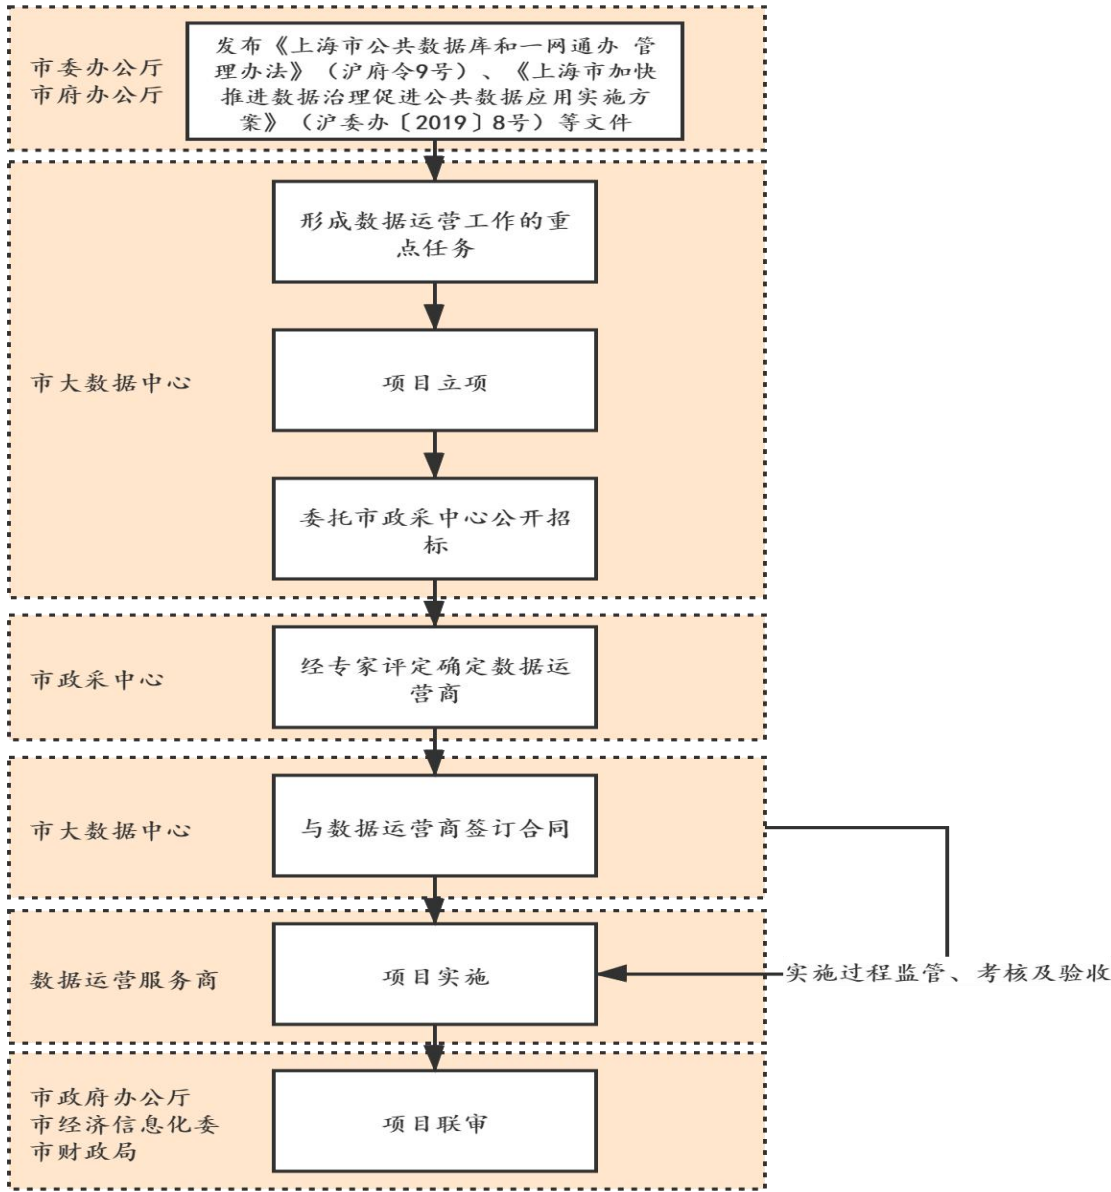 市委办公厅
市府办公厅
发布《上海市公共数据库和一网通办 管
理办法》（沪府令9号）、《上海市加快
推进数据治理促进公共数据应用实施方
案》（沪委办〔2019〕8号）等文件
市大数据中心
形成数据运营工作的重
点任务
项目立项
委托市政采中心公开招
标
市政采中心
经专家评定确定数据运
营商
市大数据中心
与数据运营商签订合同
数据运营服务商
项目实施
实施过程监管、考核及验收
市政府办公厅
市经济信息化委
市财政局
项目联审